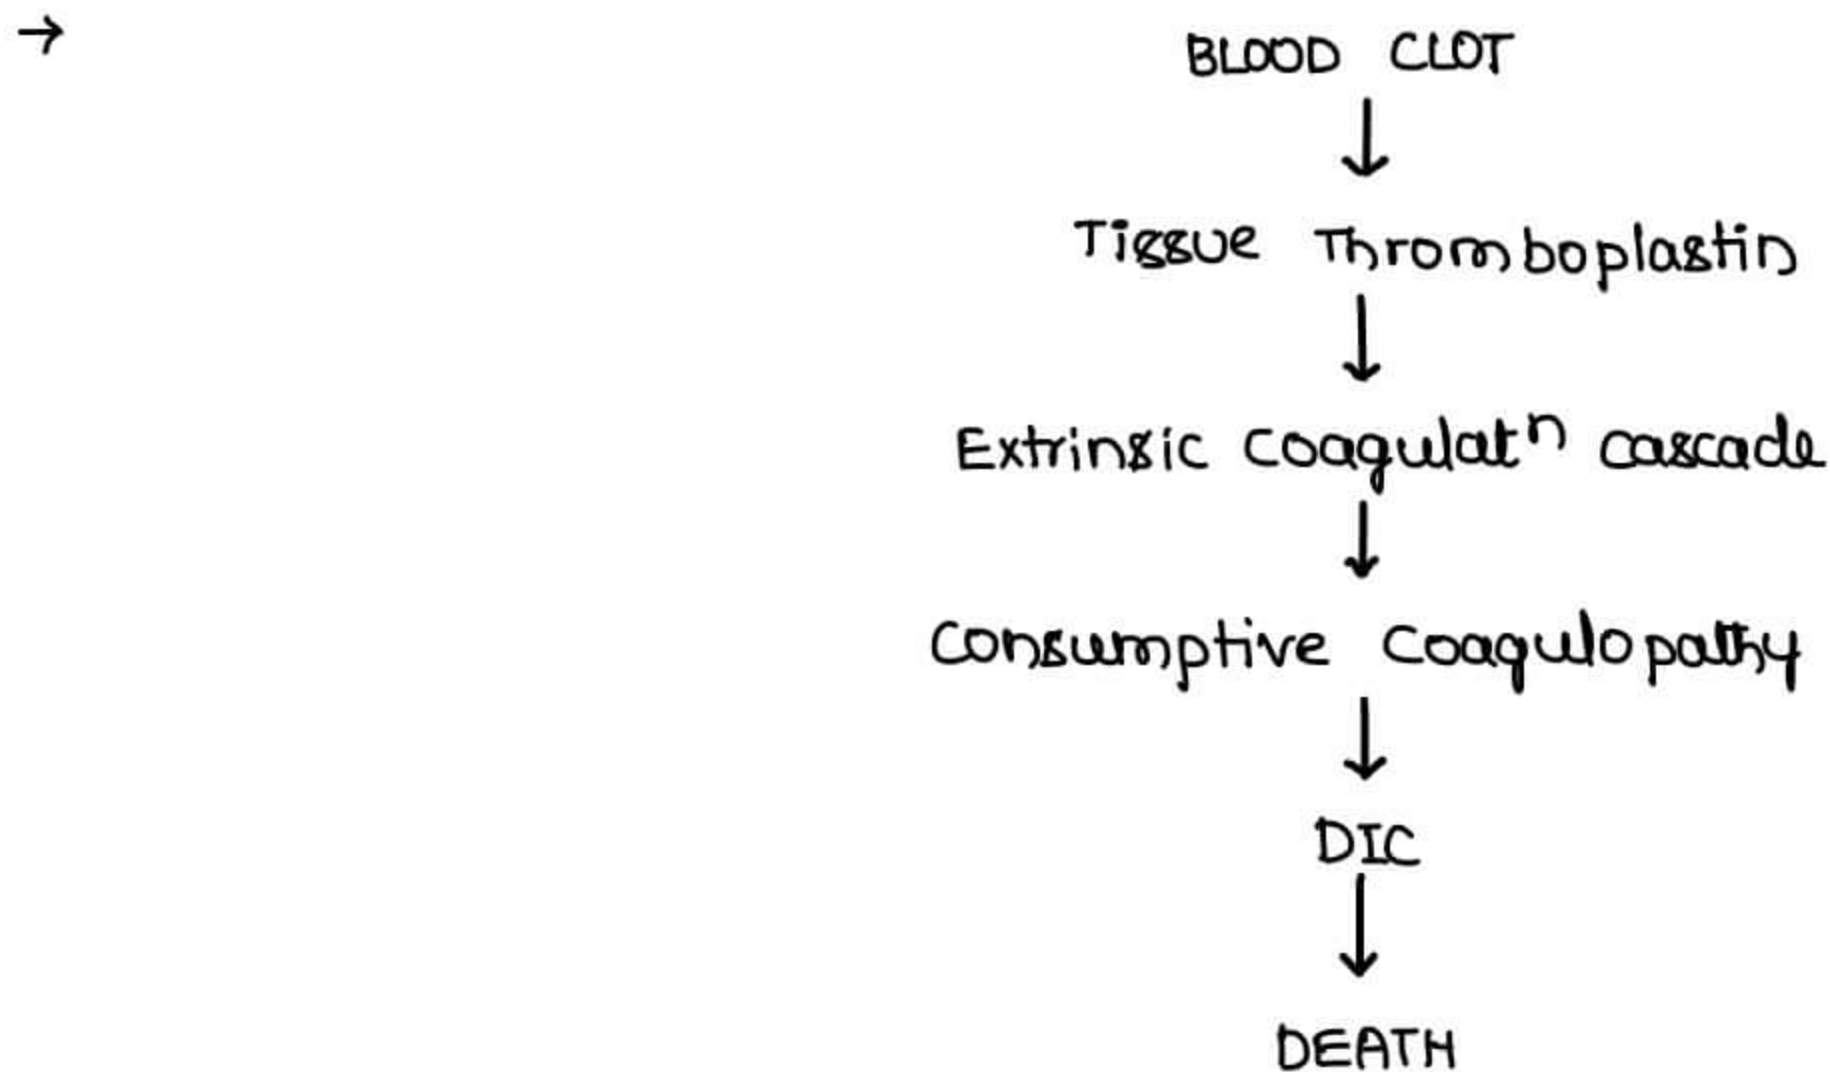 → BLOOD CLOT
↓
Tissue Thromboplastin
↓
Extrinsic coagulatⁿ cascade
↓
Consumptive coagulopathy
↓
DIC
↓
DEATH